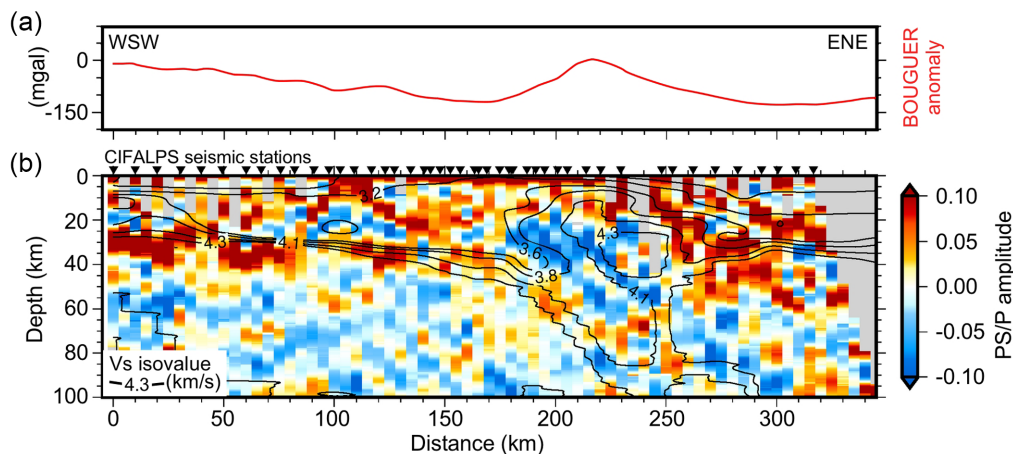 (a)
WSW
ENE
0
-150
(mgal)
BOUGUER
anomaly
(b)
CIFALPS seismic stations
0
20
40
60
80
100
Depth (km)
3.2
4.3
4.1
3.6
3.8
4.3
4.1
Vs isovalue
4.3 (km/s)
0
50
100
150
200
250
300
Distance (km)
0.10
0.05
0.00
-0.05
-0.10
PS/P amplitude